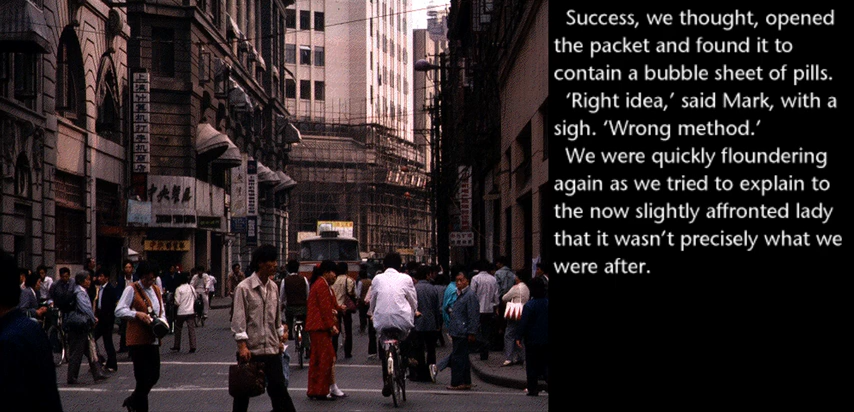 Success, we thought, opened
the packet and found it to
contain a bubble sheet of pills.
‘Right idea,’ said Mark, with a
sigh. ‘Wrong method.’
We were quickly floundering
again as we tried to explain to
the now slightly affronted lady
that it wasn’t precisely what we
were after.